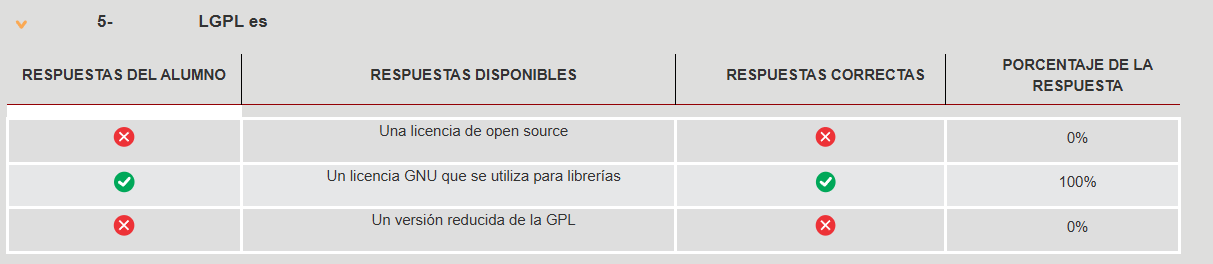 5- LGPL es
RESPUESTAS DEL ALUMNO RESPUESTAS DISPONIBLES RESPUESTAS CORRECTAS PORCENTAJE DE LA RESPUESTA
Una licencia de open source 0%
Un licencia GNU que se utiliza para librerías 100%
Un versión reducida de la GPL 0%